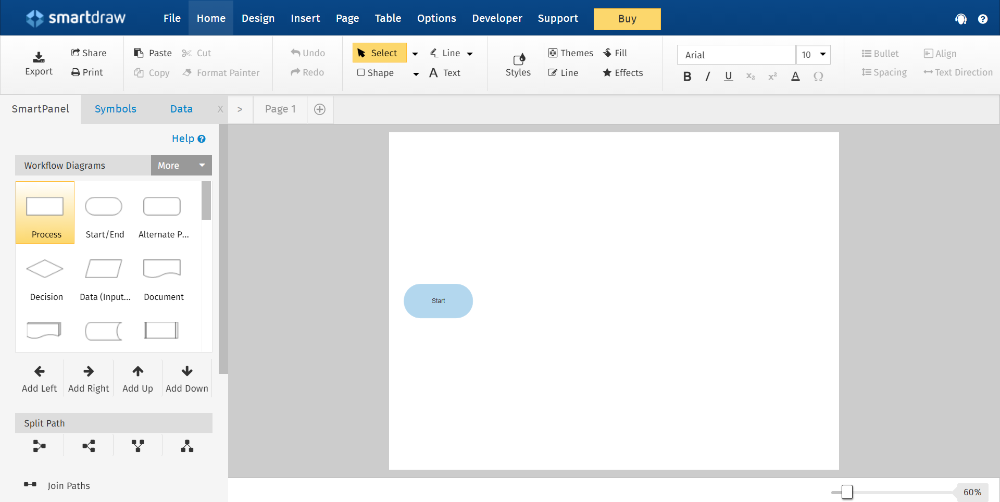 smartdraw
File Home Design Insert Page Table Options Developer Support Buy
Export Share Paste Cut Undo Select Line Styles Themes Fill Arial 10 Bullet Align
Print Copy Format Painter Redo Shape A Text Line Effects B I U x₂ x² A Ω Spacing Text Direction
SmartPanel Symbols Data X > Page 1
Help
Workflow Diagrams More
Process Start/End Alternate P...
Decision Data (Input... Document
Start
Add Left Add Right Add Up Add Down
Split Path
Join Paths
60%